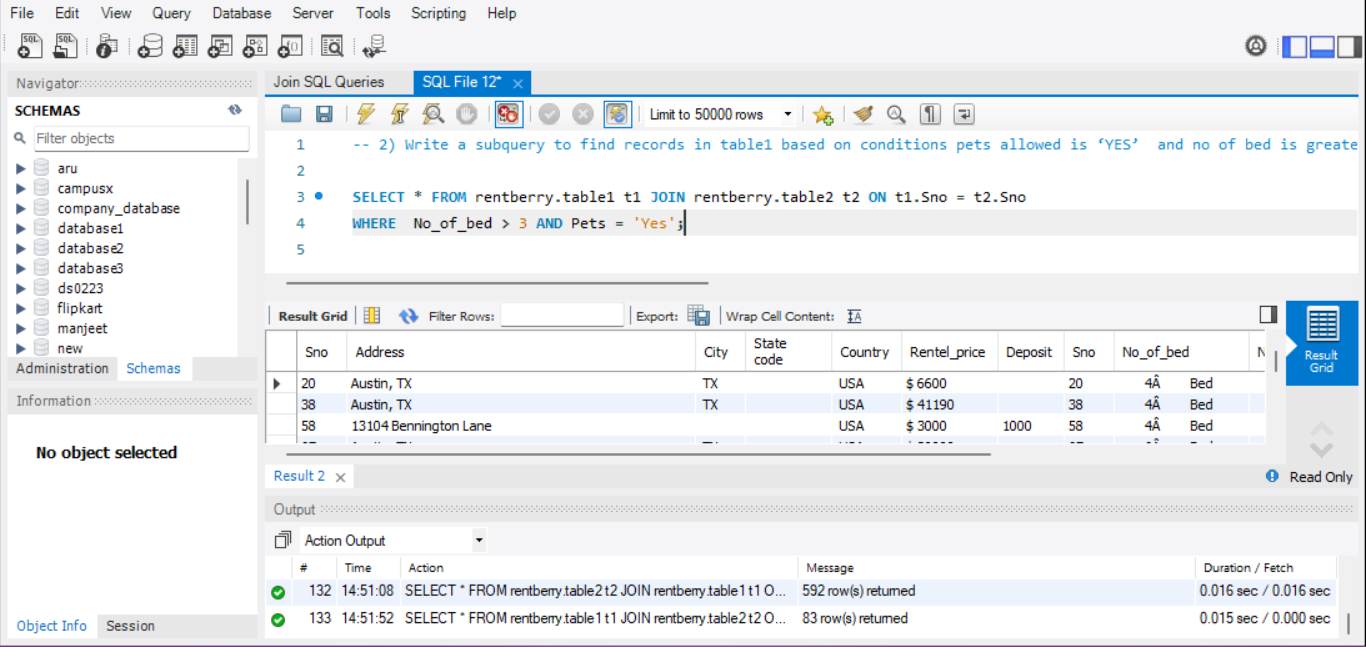 File Edit View Query Database Server Tools Scripting Help
SQL SQL
Navigator
SCHEMAS
Filter objects
aru
campusx
company_database
database1
database2
database3
ds0223
flipkart
manjeet
new
Administration Schemas
Information
No object selected
Object Info Session
Join SQL Queries SQL File 12*
Limit to 50000 rows
1 -- 2) Write a subquery to find records in table1 based on conditions pets allowed is ‘YES’ and no of bed is greate
2
3 SELECT * FROM rentberry.table1 t1 JOIN rentberry.table2 t2 ON t1.Sno = t2.Sno
4 WHERE No_of_bed > 3 AND Pets = 'Yes';
5
Result Grid Filter Rows: Export: Wrap Cell Content:
Sno Address City State code Country Rentel_price Deposit Sno No_of_bed N
20 Austin, TX TX USA $ 6600 20 4Â Bed
38 Austin, TX TX USA $ 41190 38 4Â Bed
58 13104 Bennington Lane USA $ 3000 1000 58 4Â Bed
Result Grid
Result 2 Read Only
Output
Action Output
# Time Action Message Duration / Fetch
132 14:51:08 SELECT * FROM rentberry.table2 t2 JOIN rentberry.table1 t1 O... 592 row(s) returned 0.016 sec / 0.016 sec
133 14:51:52 SELECT * FROM rentberry.table1 t1 JOIN rentberry.table2 t2 O... 83 row(s) returned 0.015 sec / 0.000 sec